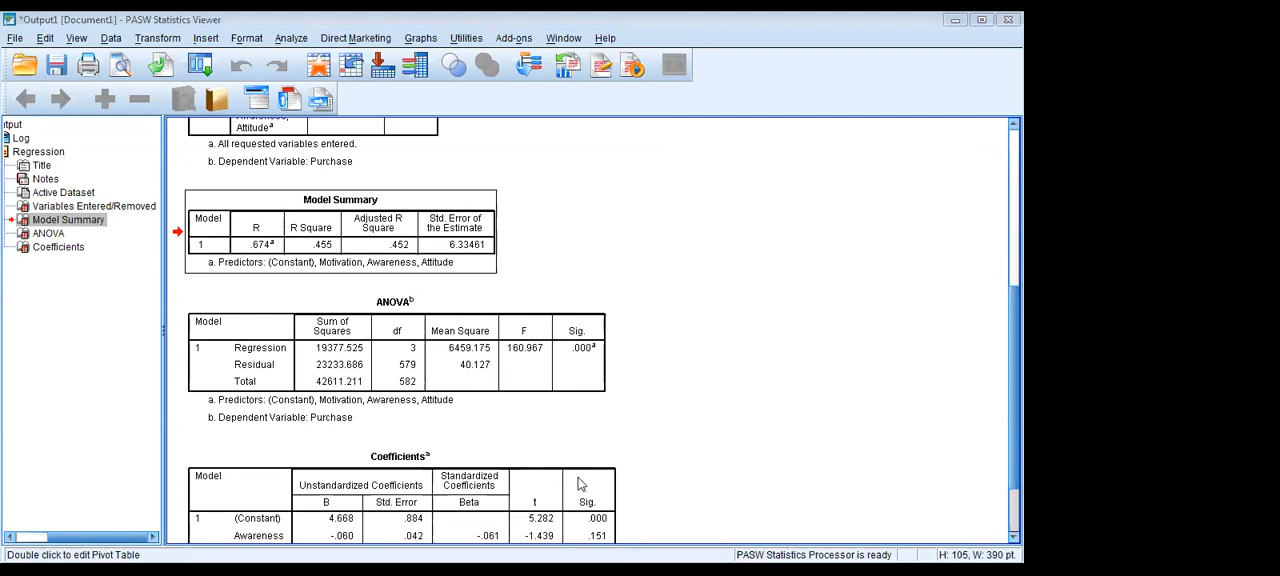 *Output1 [Document1] - PASW Statistics Viewer
File Edit View Data Transform Insert Format Analyze Direct Marketing Graphs Utilities Add-ons Window Help
tput
Log
Regression
Title
Notes
Active Dataset
Variables Entered/Removed
Model Summary
ANOVA
Coefficients
Attitudeᵃ
a. All requested variables entered.
b. Dependent Variable: Purchase
Model Summary
Model R R Square Adjusted R Square Std. Error of the Estimate
1 .674ᵃ .455 .452 6.33461
a. Predictors: (Constant), Motivation, Awareness, Attitude
ANOVAᵇ
Model Sum of Squares df Mean Square F Sig.
1 Regression 19377.525 3 6459.175 160.967 .000ᵃ
Residual 23233.686 579 40.127
Total 42611.211 582
a. Predictors: (Constant), Motivation, Awareness, Attitude
b. Dependent Variable: Purchase
Coefficientsᵃ
Model Unstandardized Coefficients Standardized Coefficients t Sig.
B Std. Error Beta
1 (Constant) 4.668 .884 5.282 .000
Awareness -.060 .042 -.061 -1.439 .151
Double click to edit Pivot Table
PASW Statistics Processor is ready
H: 105, W: 390 pt.